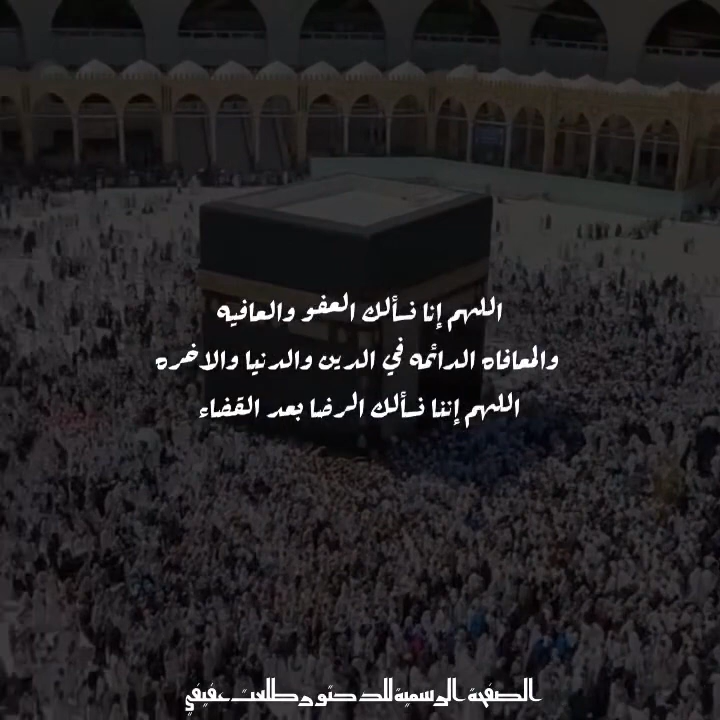 اللهم إنا نسألك العفو والعافيه
والمعافاه الدائمه في الدين والدنيا والاخره
اللهم إننا نسألك الرضا بعد القضاء
الصفحة الرسمية للدكتور طلعت عفيفي